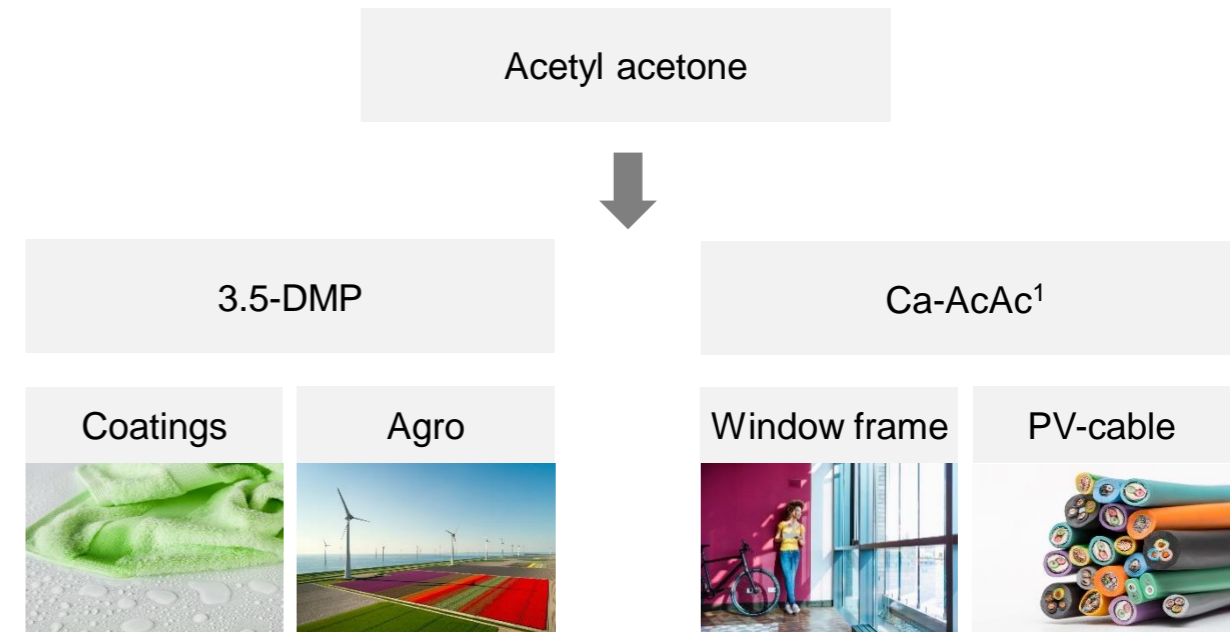 Acetyl acetone
3.5-DMP
Ca-AcAc¹
Coatings
Agro
Window frame
PV-cable